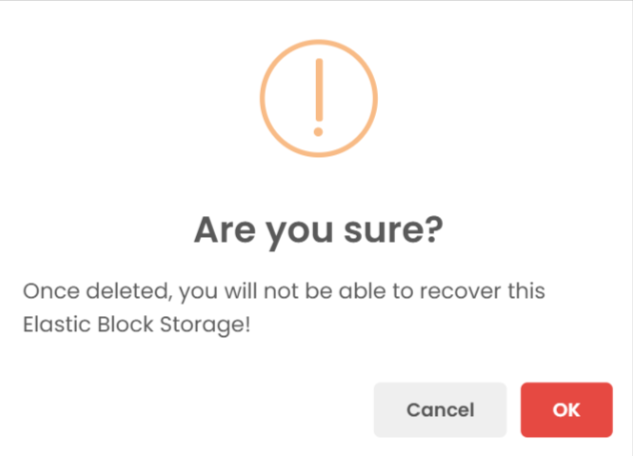 Are you sure?
Once deleted, you will not be able to recover this
Elastic Block Storage!
Cancel
OK